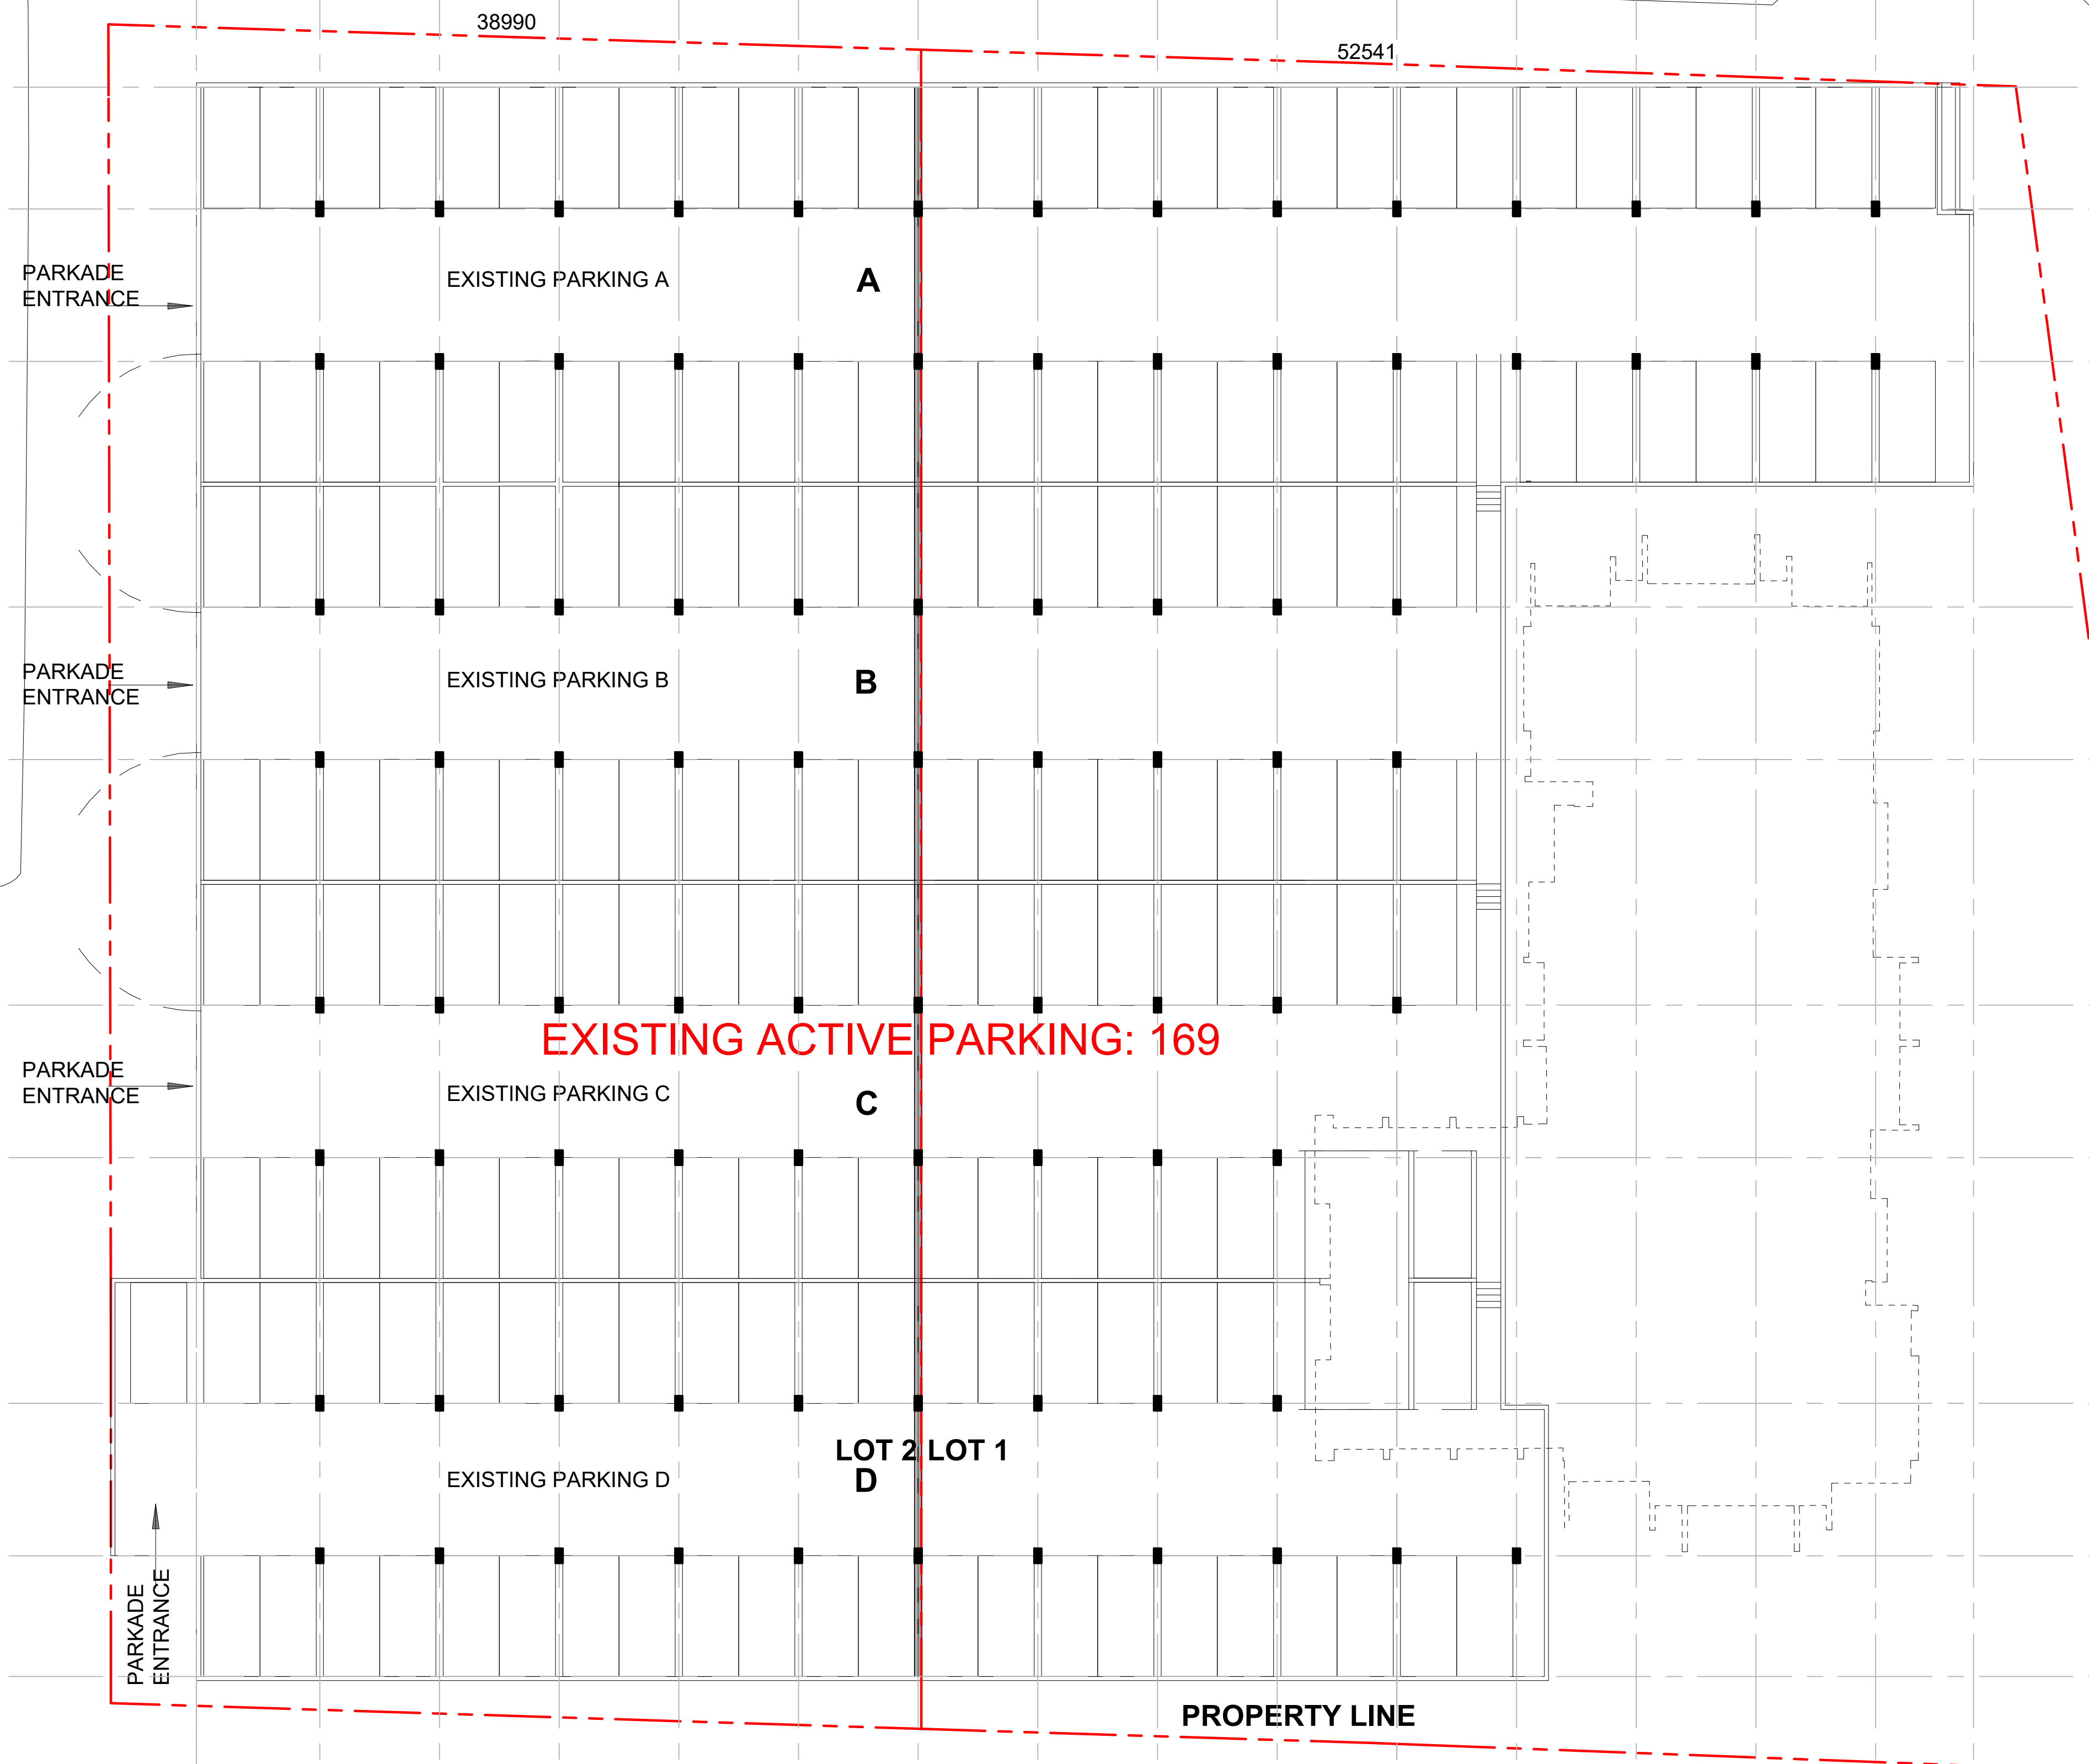 38990
52541
PARKADE
ENTRANCE
EXISTING PARKING A
A
PARKADE
ENTRANCE
EXISTING PARKING B
B
EXISTING ACTIVE PARKING: 169
PARKADE
ENTRANCE
EXISTING PARKING C
C
LOT 2 LOT 1
EXISTING PARKING D
D
PARKADE
ENTRANCE
PROPERTY LINE